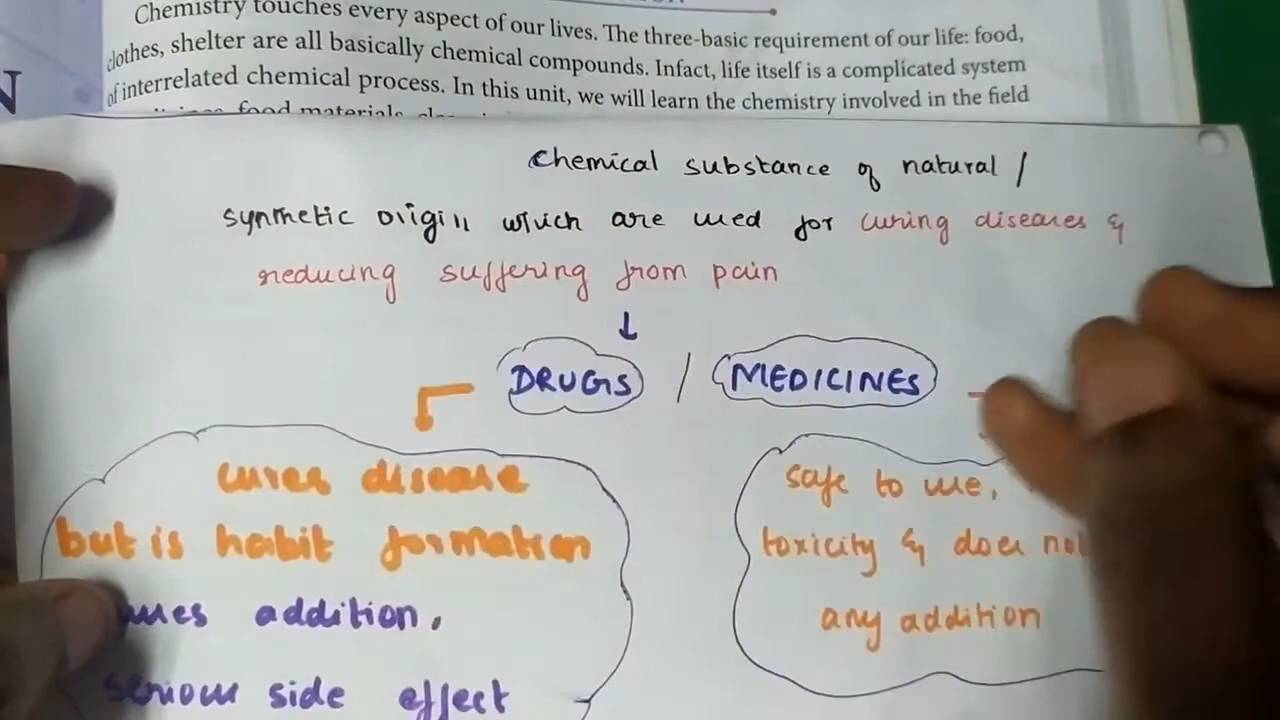 Chemistry touches every aspect of our lives. The three-basic requirement of our life: food,
clothes, shelter are all basically chemical compounds. Infact, life itself is a complicated system
of interrelated chemical process. In this unit, we will learn the chemistry involved in the field
food materials,
N
Chemical substance of natural /
synthetic origin which are used for curing diseases &
reducing suffering from pain
↓
DRUGS / MEDICINES
cures disease
but is habit formation
addition.
serious side effect
safe to use,
toxicity & does not
any addition